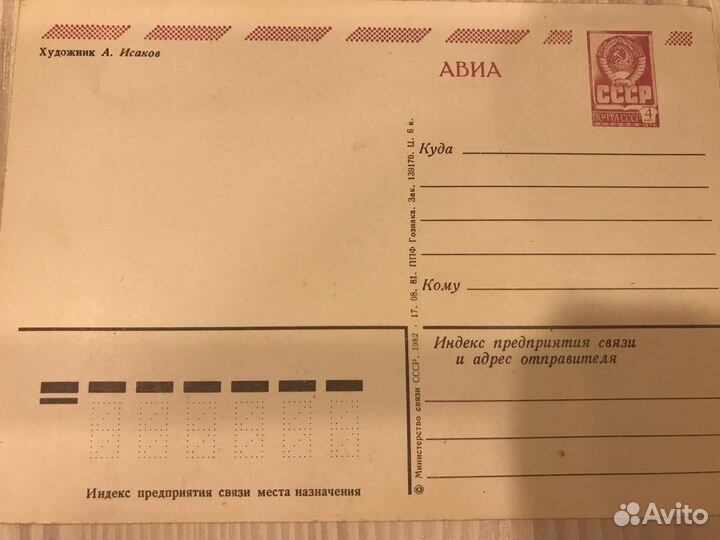 Художник А. Исаков
АВИА
СССР
ПОЧТА СССР 4
Куда
Кому
© Министерство связи СССР. 1982 · 17. 08. 81. ППФ Гознака. Зак. 139170. Ц. 6 к.
Индекс предприятия связи
и адрес отправителя
Индекс предприятия связи места назначения
Avito